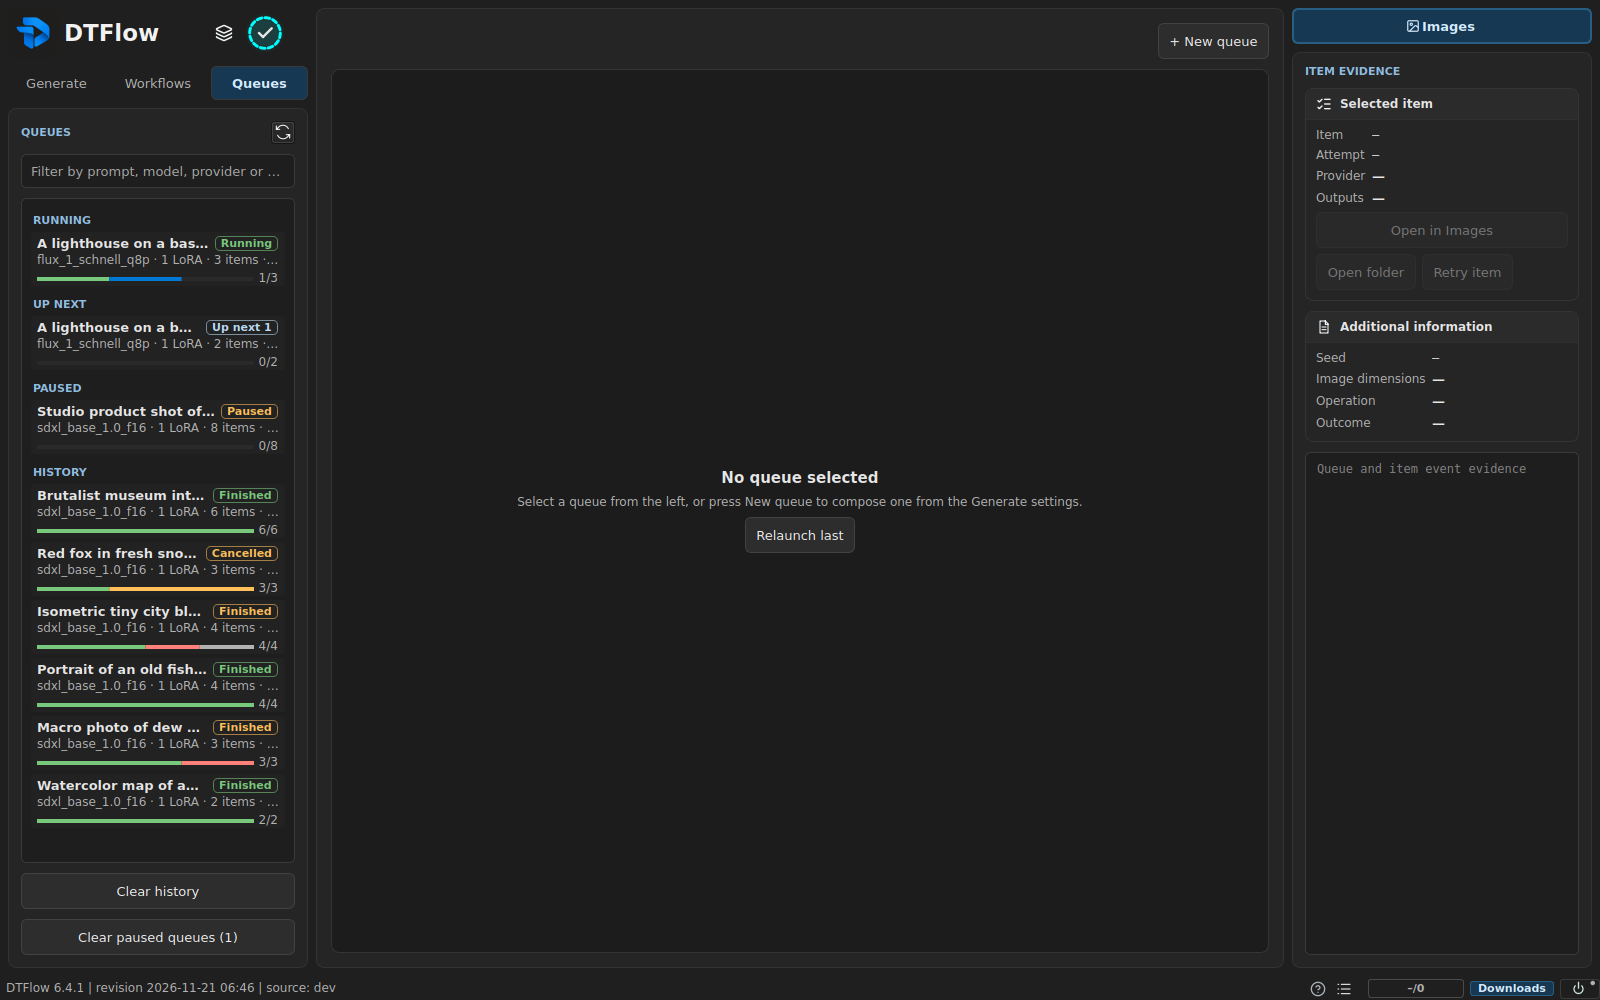 DTFlow
Generate
Workflows
Queues
QUEUES
Filter by prompt, model, provider or …
RUNNING
A lighthouse on a bas… Running
flux_1_schnell_q8p · 1 LoRA · 3 items ·…
1/3
UP NEXT
A lighthouse on a b… Up next 1
flux_1_schnell_q8p · 1 LoRA · 2 items ·…
0/2
PAUSED
Studio product shot of… Paused
sdxl_base_1.0_f16 · 1 LoRA · 8 items · …
0/8
HISTORY
Brutalist museum int… Finished
sdxl_base_1.0_f16 · 1 LoRA · 6 items · …
6/6
Red fox in fresh sno… Cancelled
sdxl_base_1.0_f16 · 1 LoRA · 3 items · …
3/3
Isometric tiny city bl… Finished
sdxl_base_1.0_f16 · 1 LoRA · 4 items · …
4/4
Portrait of an old fish… Finished
sdxl_base_1.0_f16 · 1 LoRA · 4 items · …
4/4
Macro photo of dew … Finished
sdxl_base_1.0_f16 · 1 LoRA · 3 items · …
3/3
Watercolor map of a… Finished
sdxl_base_1.0_f16 · 1 LoRA · 2 items · …
2/2
Clear history
Clear paused queues (1)
+ New queue
No queue selected
Select a queue from the left, or press New queue to compose one from the Generate settings.
Relaunch last
Images
ITEM EVIDENCE
Selected item
Item –
Attempt –
Provider —
Outputs —
Open in Images
Open folder
Retry item
Additional information
Seed –
Image dimensions —
Operation —
Outcome —
Queue and item event evidence
DTFlow 6.4.1 | revision 2026-11-21 06:46 | source: dev
–/0
Downloads